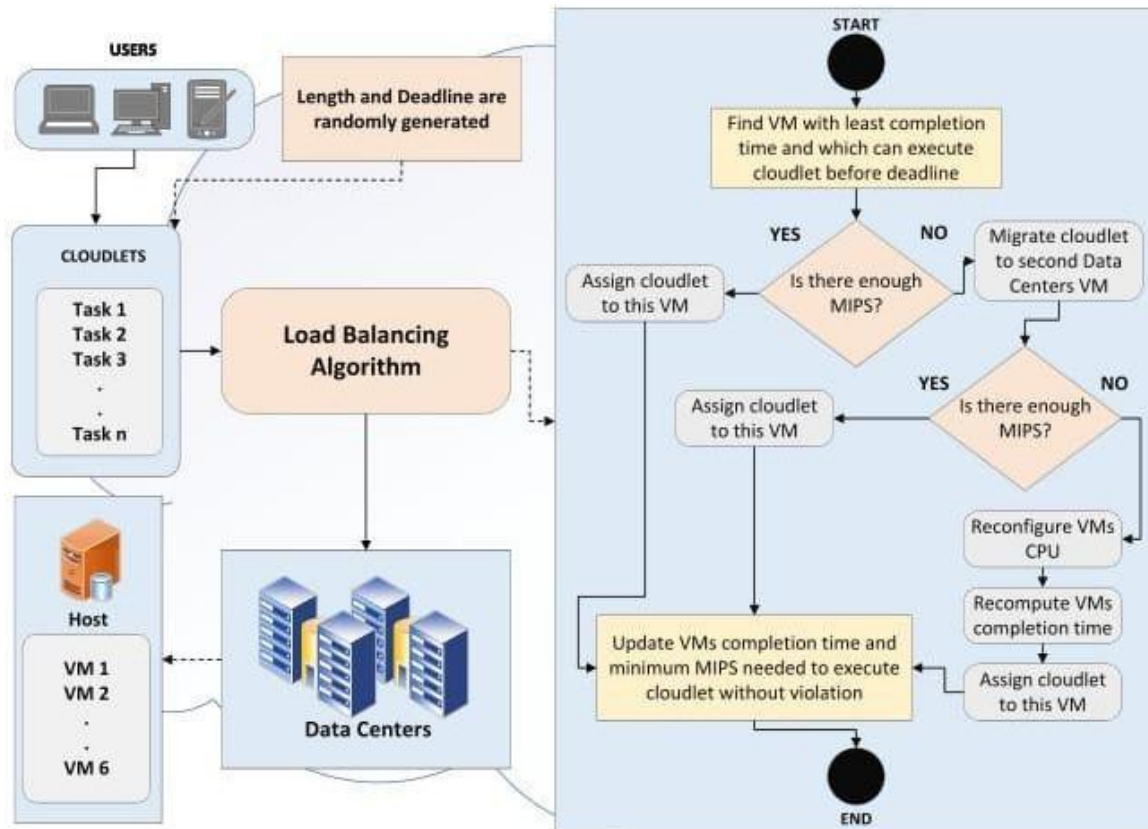 USERS
Length and Deadline are
randomly generated
CLOUDLETS
Task 1
Task 2
Task 3
.
.
Task n
Load Balancing
Algorithm
Host
VM 1
VM 2
.
.
VM 6
Data Centers
START
Find VM with least completion
time and which can execute
cloudlet before deadline
YES
NO
Is there enough
MIPS?
Assign cloudlet
to this VM
Migrate cloudlet
to second Data
Centers VM
YES
NO
Is there enough
MIPS?
Assign cloudlet
to this VM
Reconfigure VMs
CPU
Recompute VMs
completion time
Assign cloudlet
to this VM
Update VMs completion time and
minimum MIPS needed to execute
cloudlet without violation
END